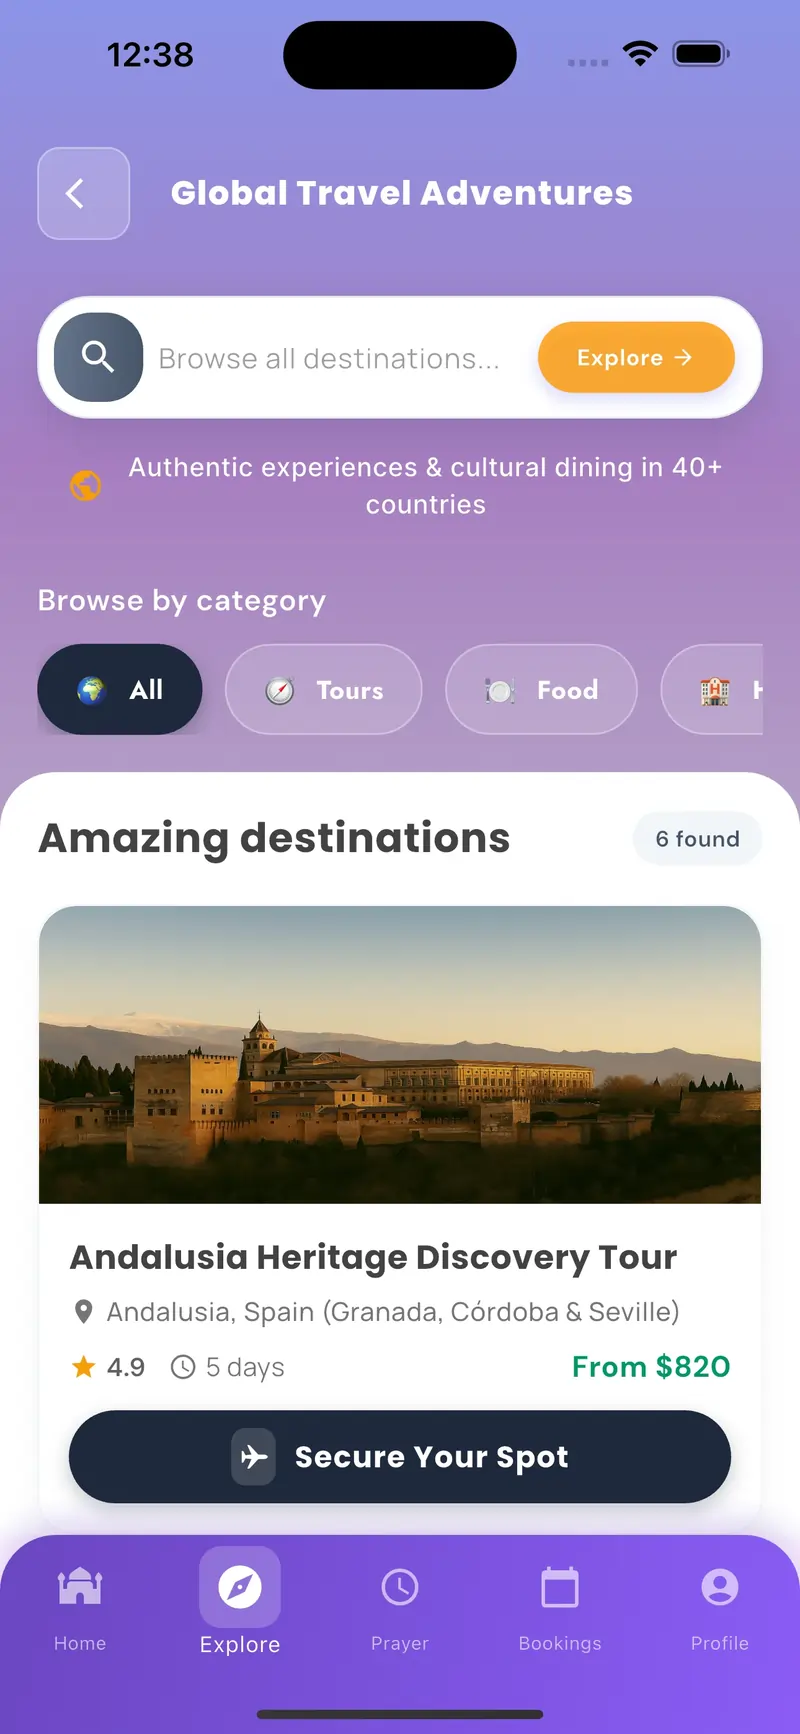 12:38
Global Travel Adventures
Browse all destinations...
Explore →
Authentic experiences & cultural dining in 40+
countries
Browse by category
All
Tours
Food
Amazing destinations
6 found
Andalusia Heritage Discovery Tour
Andalusia, Spain (Granada, Córdoba & Seville)
4.9
5 days
From $820
Secure Your Spot
Home
Explore
Prayer
Bookings
Profile